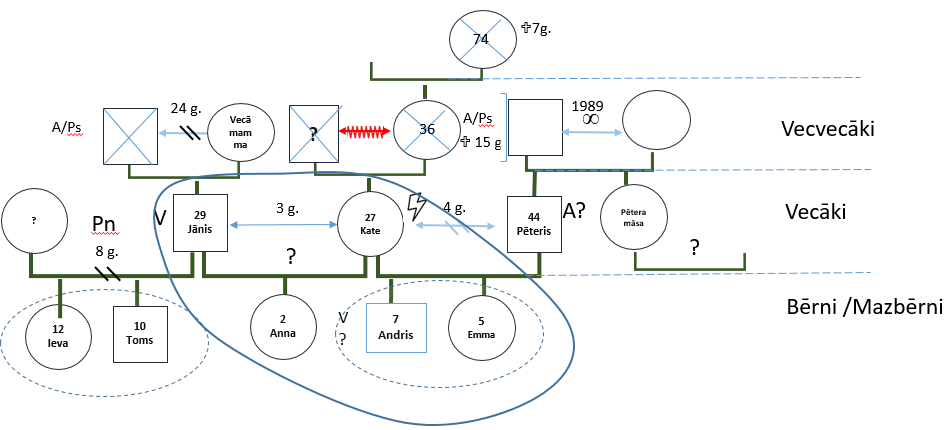 74
✞7g.
A/Ps
24 g.
Vecā
mam
ma
?
36
A/Ps
✞ 15 g
1989
∞
Vecvecāki
?
Pn
8 g.
V
29
Jānis
3 g.
?
27
Kate
4 g.
44
Pēteris
A?
Pētera
māsa
?
Vecāki
12
Ieva
10
Toms
2
Anna
V
?
7
Andris
5
Emma
Bērni /Mazbērni